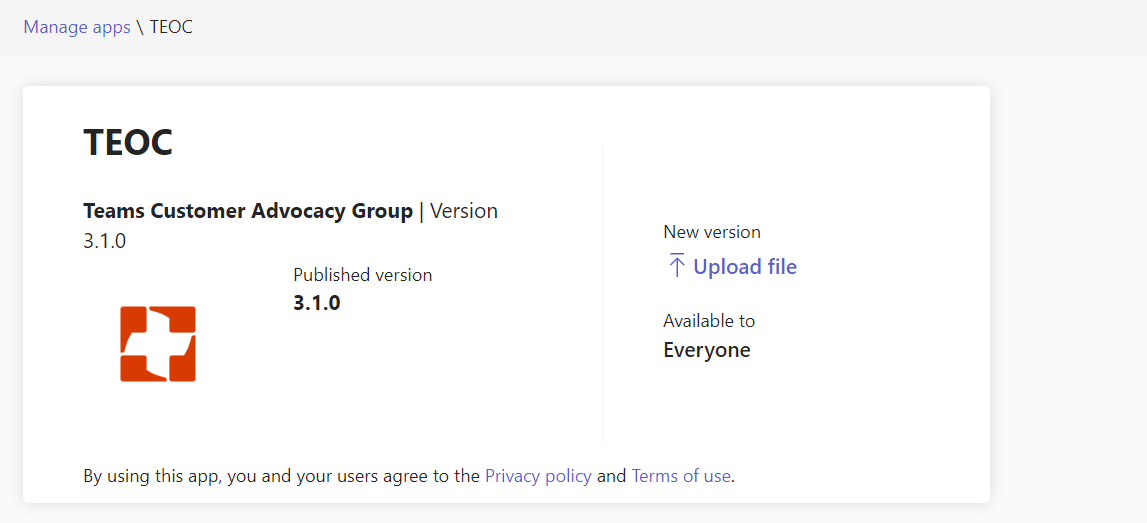 Manage apps \ TEOC
TEOC
Teams Customer Advocacy Group | Version
3.1.0
Published version
3.1.0
New version
Upload file
Available to
Everyone
By using this app, you and your users agree to the Privacy policy and Terms of use.